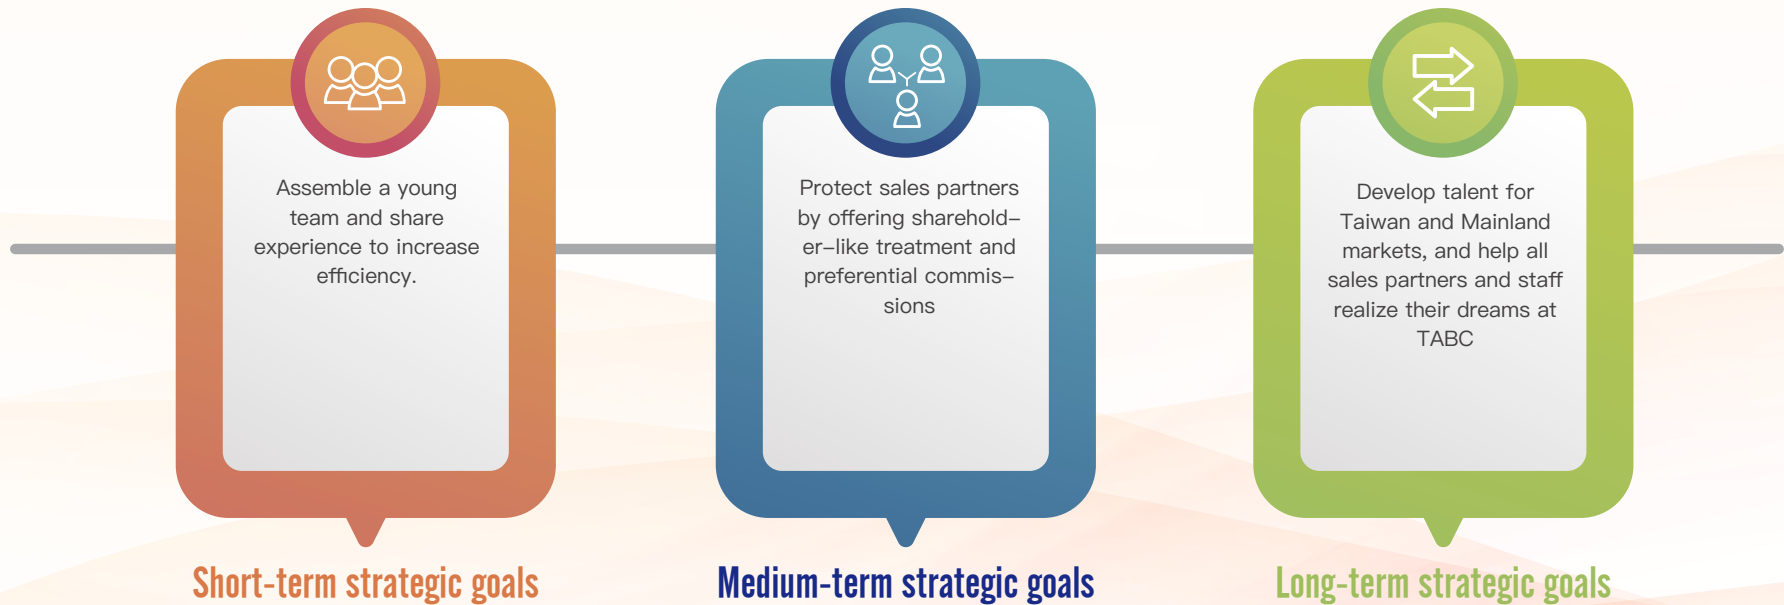 Assemble a young
team and share
experience to increase
efficiency.
Short-term strategic goals
Protect sales partners
by offering sharehold-
er-like treatment and
preferential commis-
sions
Medium-term strategic goals
Develop talent for
Taiwan and Mainland
markets, and help all
sales partners and staff
realize their dreams at
TABC
Long-term strategic goals